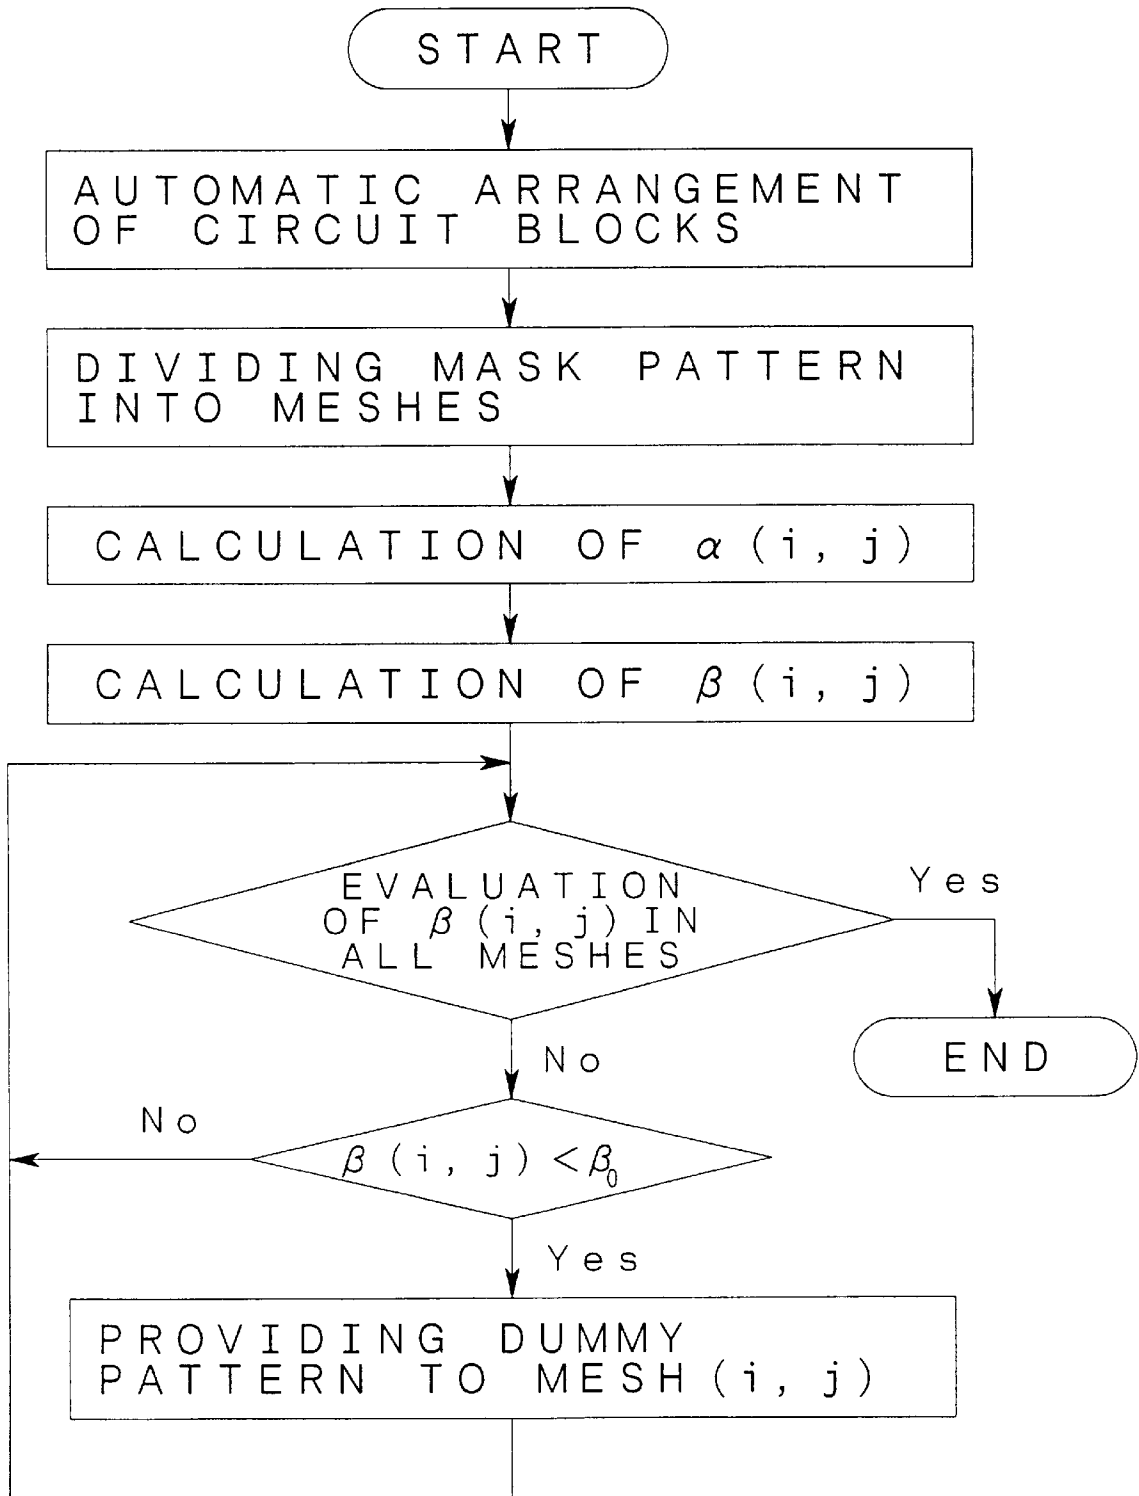 START
AUTOMATIC ARRANGEMENT
OF CIRCUIT BLOCKS
DIVIDING MASK PATTERN
INTO MESHES
CALCULATION OF α (i, j)
CALCULATION OF β (i, j)
EVALUATION
OF β (i, j) IN
ALL MESHES
Yes
END
No
No
β (i, j) < β₀
Yes
PROVIDING DUMMY
PATTERN TO MESH (i, j)